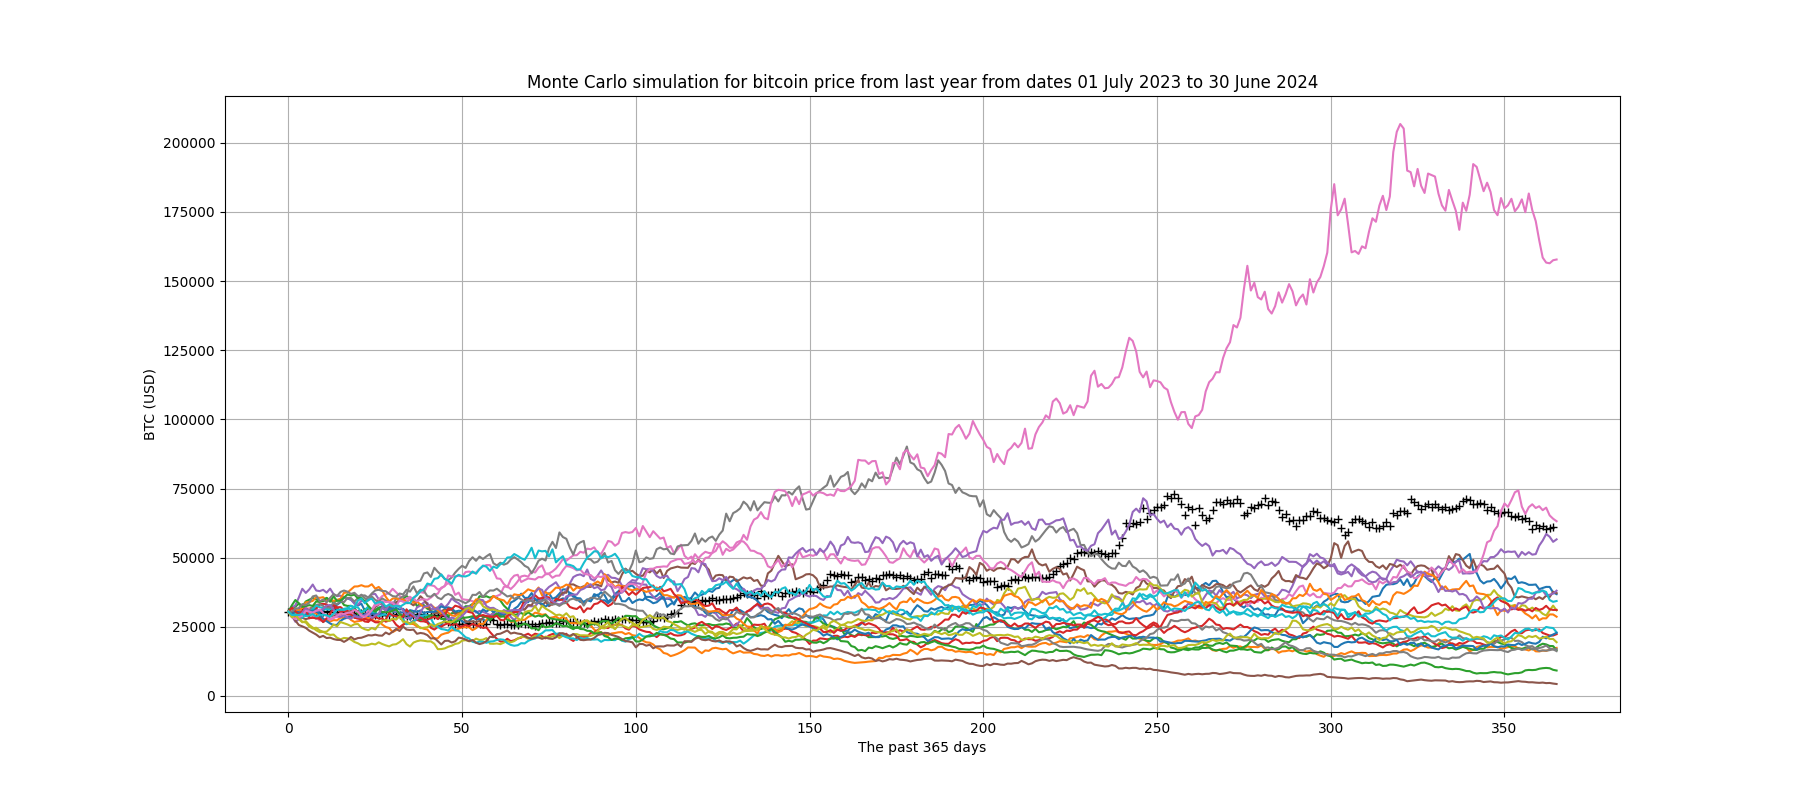 Monte Carlo simulation for bitcoin price from last year from dates 01 July 2023 to 30 June 2024
200000
175000
150000
125000
100000
75000
50000
25000
0
BTC (USD)
0 50 100 150 200 250 300 350
The past 365 days